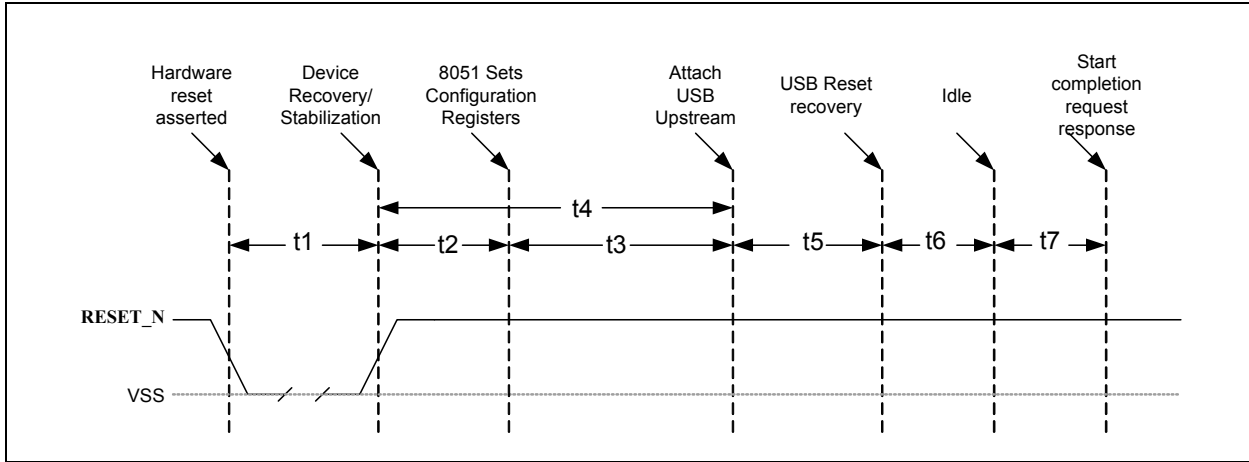 Hardware
reset
asserted
Device
Recovery/
Stabilization
8051 Sets
Configuration
Registers
Attach
USB
Upstream
USB Reset
recovery
Idle
Start
completion
request
response
t4
t1
t2
t3
t5
t6
t7
RESET_N
VSS